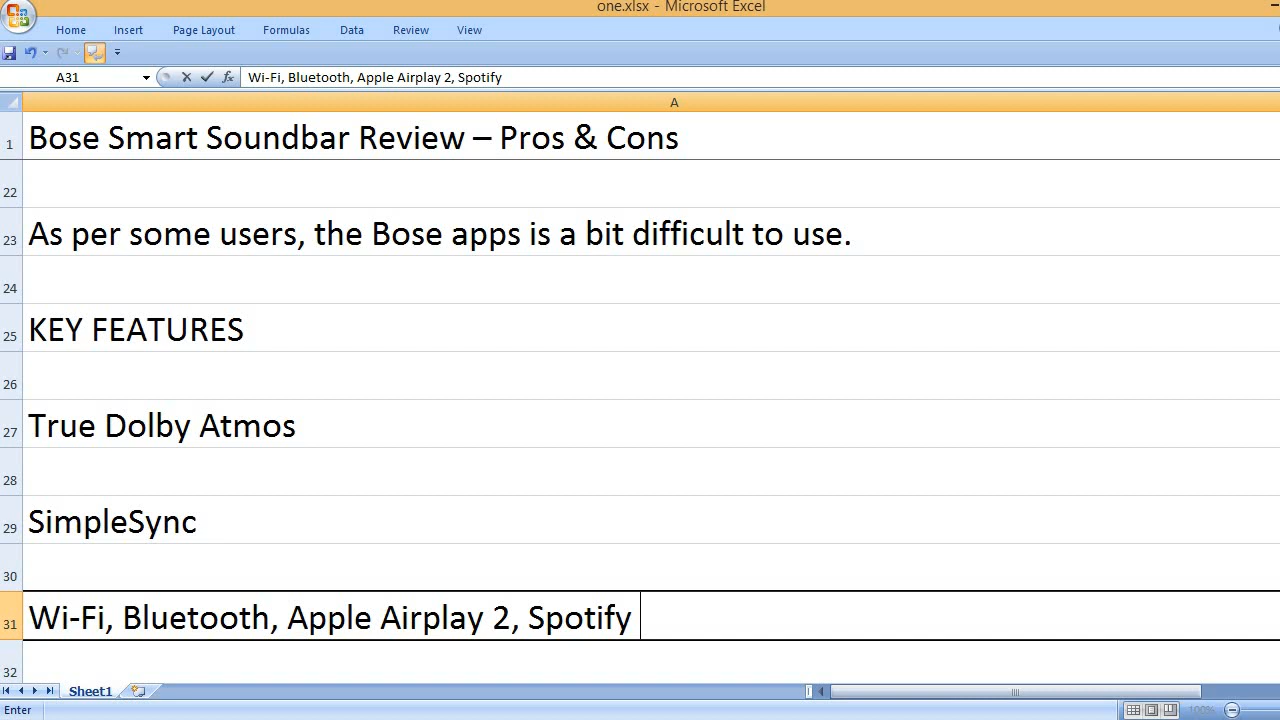 one.xlsx - Microsoft Excel
Home Insert Page Layout Formulas Data Review View
A31 fx Wi-Fi, Bluetooth, Apple Airplay 2, Spotify
A
1 Bose Smart Soundbar Review – Pros & Cons
22
23 As per some users, the Bose apps is a bit difficult to use.
24
25 KEY FEATURES
26
27 True Dolby Atmos
28
29 SimpleSync
30
31 Wi-Fi, Bluetooth, Apple Airplay 2, Spotify
32
Sheet1
Enter 100%